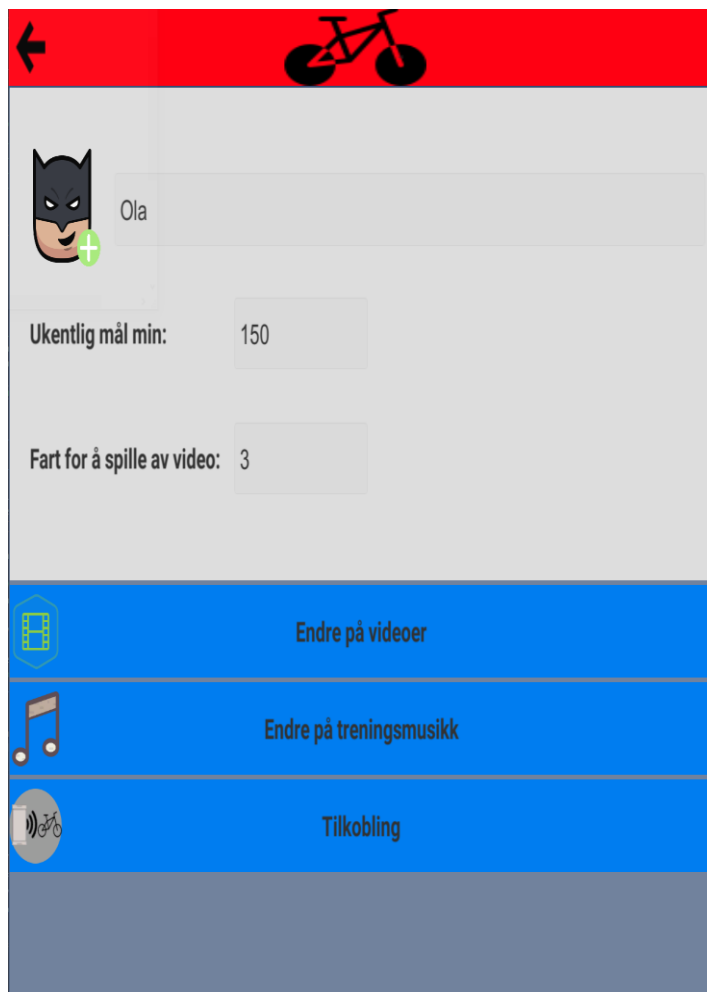 Ola
Ukentlig mål min: 150
Fart for å spille av video: 3
Endre på videoer
Endre på treningsmusikk
Tilkobling